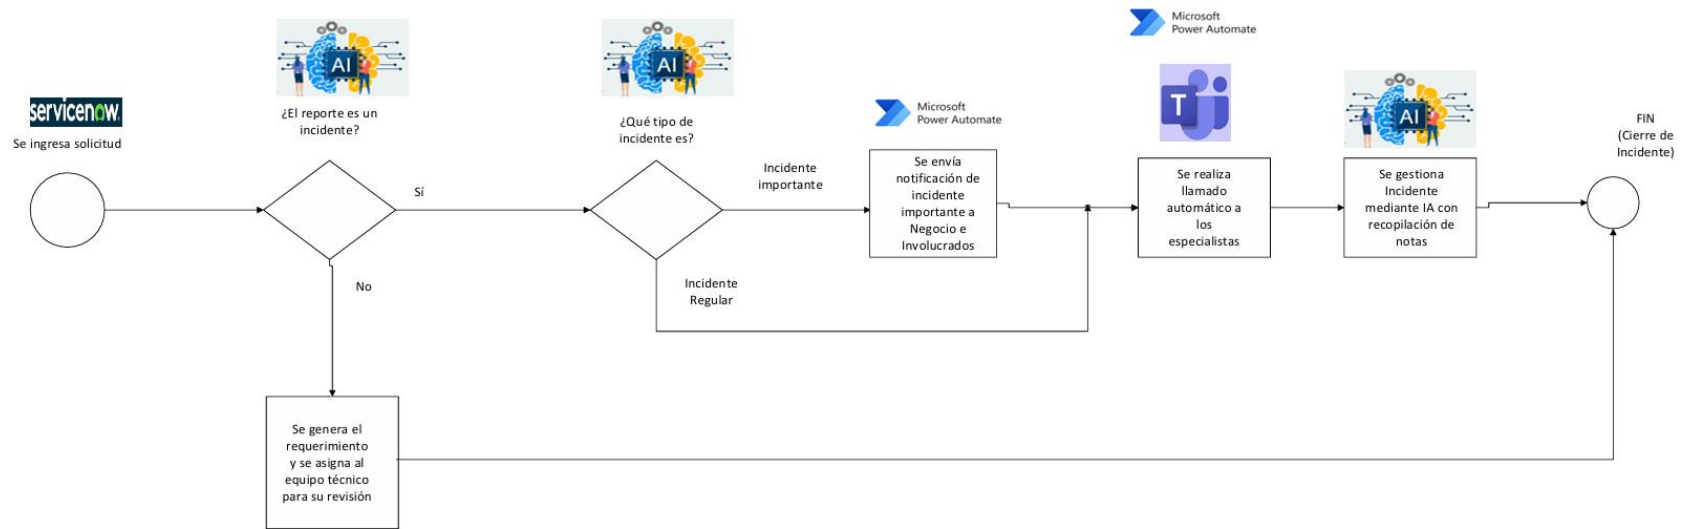 servicenow.
Se ingresa solicitud
AI
¿El reporte es un
incidente?
Sí
No
Se genera el
requerimiento
y se asigna al
equipo técnico
para su revisión
AI
¿Qué tipo de
incidente es?
Incidente
importante
Incidente
Regular
Microsoft
Power Automate
Se envía
notificación de
incidente
importante a
Negocio e
Involucrados
Microsoft
Power Automate
T
Se realiza
llamado
automático a
los
especialistas
AI
Se gestiona
Incidente
mediante IA con
recopilación de
notas
FIN
(Cierre de
Incidente)